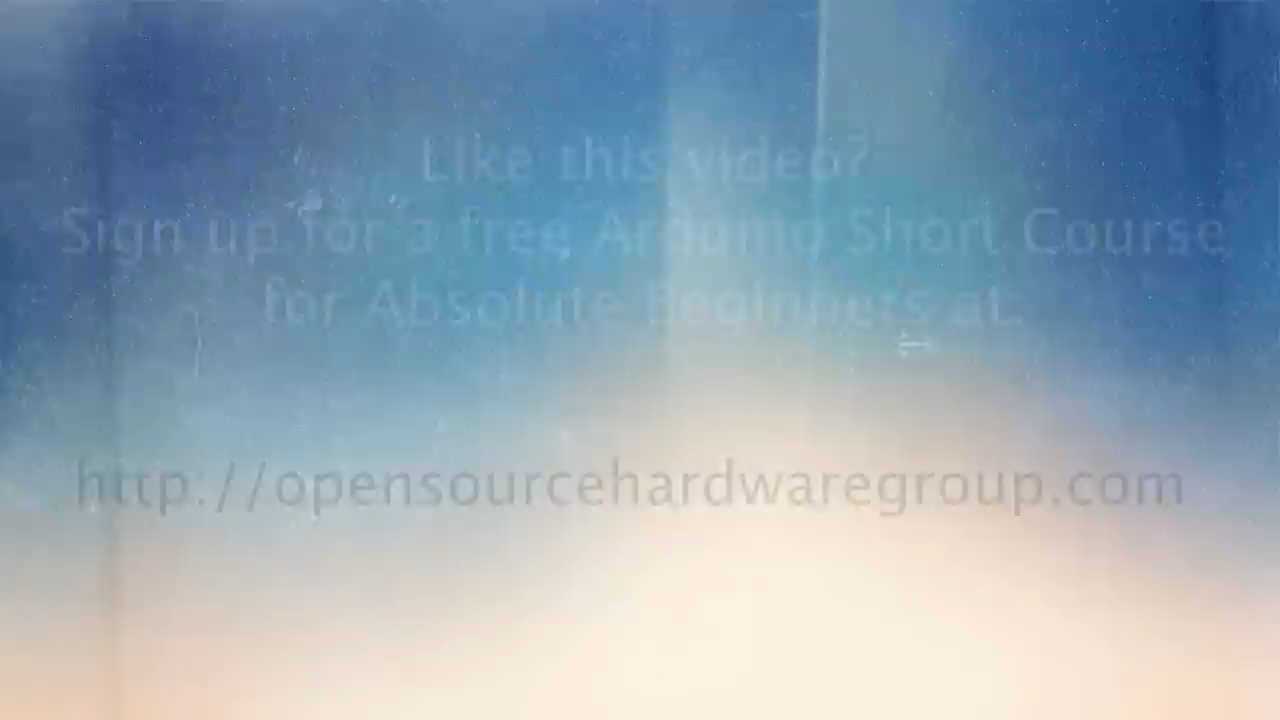 Like this video?
Sign up for a free Arduino Short Course
for Absolute Beginners at:
http://opensourcehardwaregroup.com